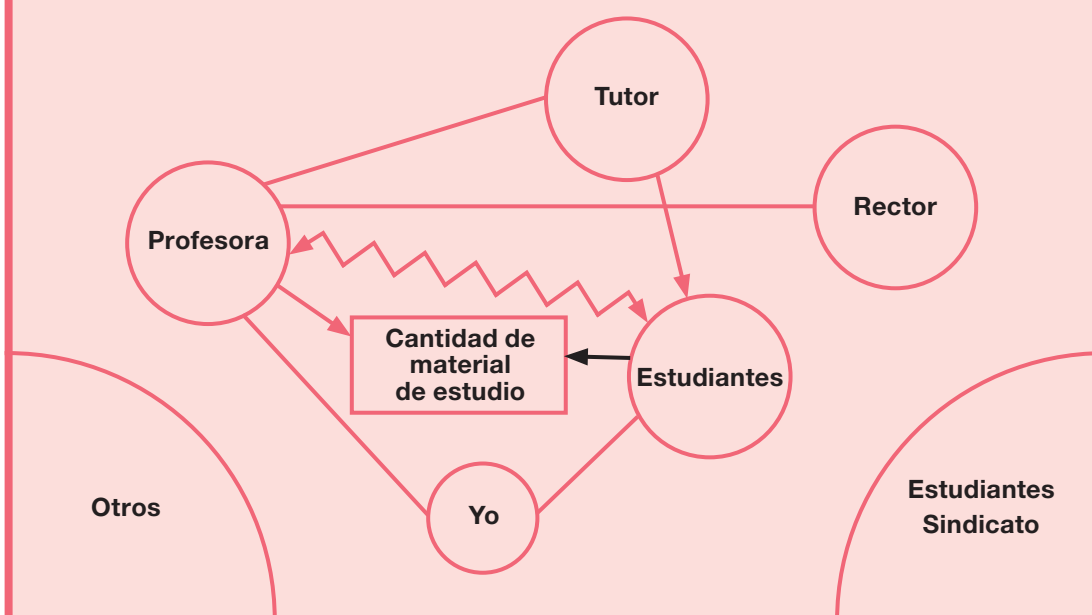 Tutor
Rector
Profesora
Cantidad de
material
de estudio
Estudiantes
Yo
Otros
Estudiantes
Sindicato